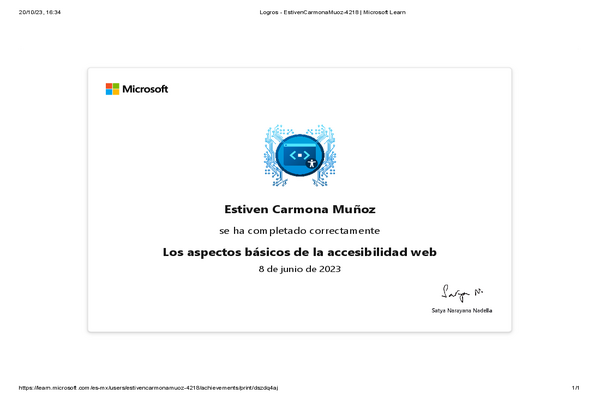 20/10/23, 16:34
Logros - EstivenCarmonaMuoz-4218 | Microsoft Learn
Microsoft
Estiven Carmona Muñoz
se ha completado correctamente
Los aspectos básicos de la accesibilidad web
8 de junio de 2023
Satya N.
Satya Narayana Nadella
https://learn.microsoft.com/es-mx/users/estivencarmonamuoz-4218/achievements/print/dszdq4aj
1/1